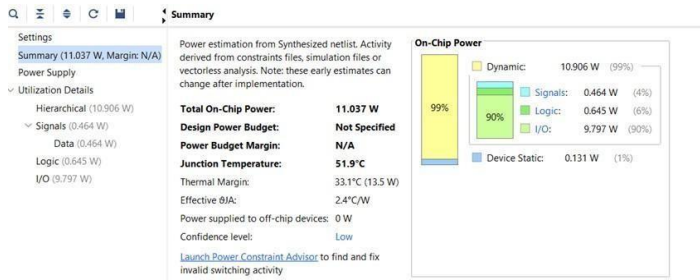 Summary
Settings
Summary (11.037 W, Margin: N/A)
Power Supply
Utilization Details
Hierarchical (10.906 W)
Signals (0.464 W)
Data (0.464 W)
Logic (0.645 W)
I/O (9.797 W)
Power estimation from Synthesized netlist. Activity
derived from constraints files, simulation files or
vectorless analysis. Note: these early estimates can
change after implementation.
Total On-Chip Power: 11.037 W
Design Power Budget: Not Specified
Power Budget Margin: N/A
Junction Temperature: 51.9°C
Thermal Margin: 33.1°C (13.5 W)
Effective ϑJA: 2.4°C/W
Power supplied to off-chip devices: 0 W
Confidence level: Low
Launch Power Constraint Advisor to find and fix
invalid switching activity
On-Chip Power
Dynamic: 10.906 W (99%)
99%
90%
Signals: 0.464 W (4%)
Logic: 0.645 W (6%)
I/O: 9.797 W (90%)
Device Static: 0.131 W (1%)